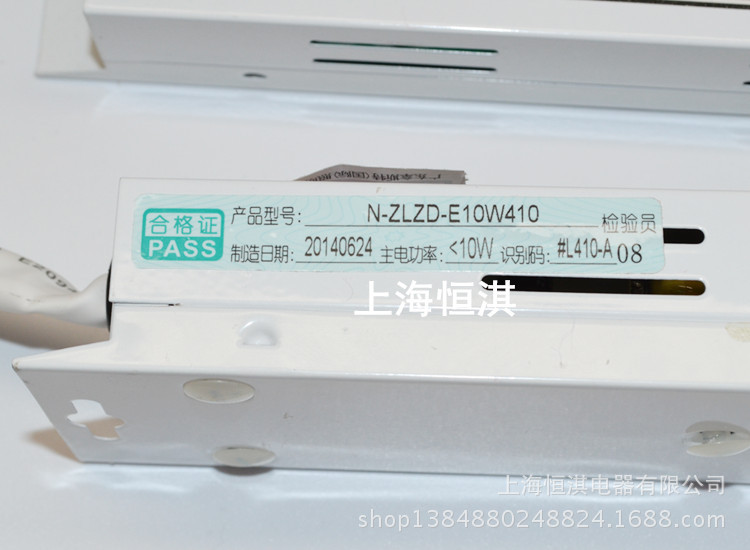 合格证
PASS
产品型号: N-ZLZD-E10W410 检验员
制造日期: 20140624 主电功率: <10W 识别码: #L410-A 08
上海恒淇
上海恒淇电器有限公司
shop1384880248824.1688.com